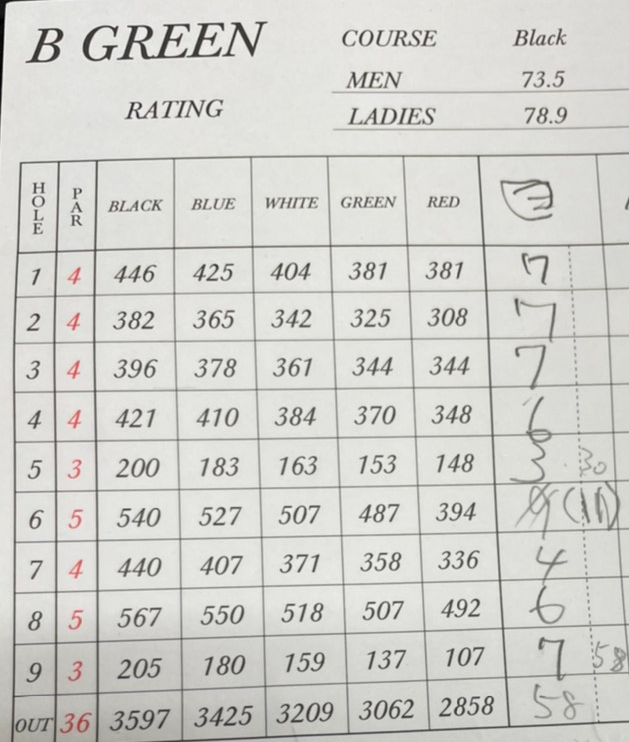 B GREEN COURSE Black
MEN 73.5
RATING
LADIES 78.9
HOLE PAR BLACK BLUE WHITE GREEN RED
1 4 446 425 404 381 381 7
2 4 382 365 342 325 308 7
3 4 396 378 361 344 344 7
4 4 421 410 384 370 348 6
5 3 200 183 163 153 148 3 30
6 5 540 527 507 487 394 (11)
7 4 440 407 371 358 336 4
8 5 567 550 518 507 492 6
9 3 205 180 159 137 107 7 58
OUT 36 3597 3425 3209 3062 2858 58